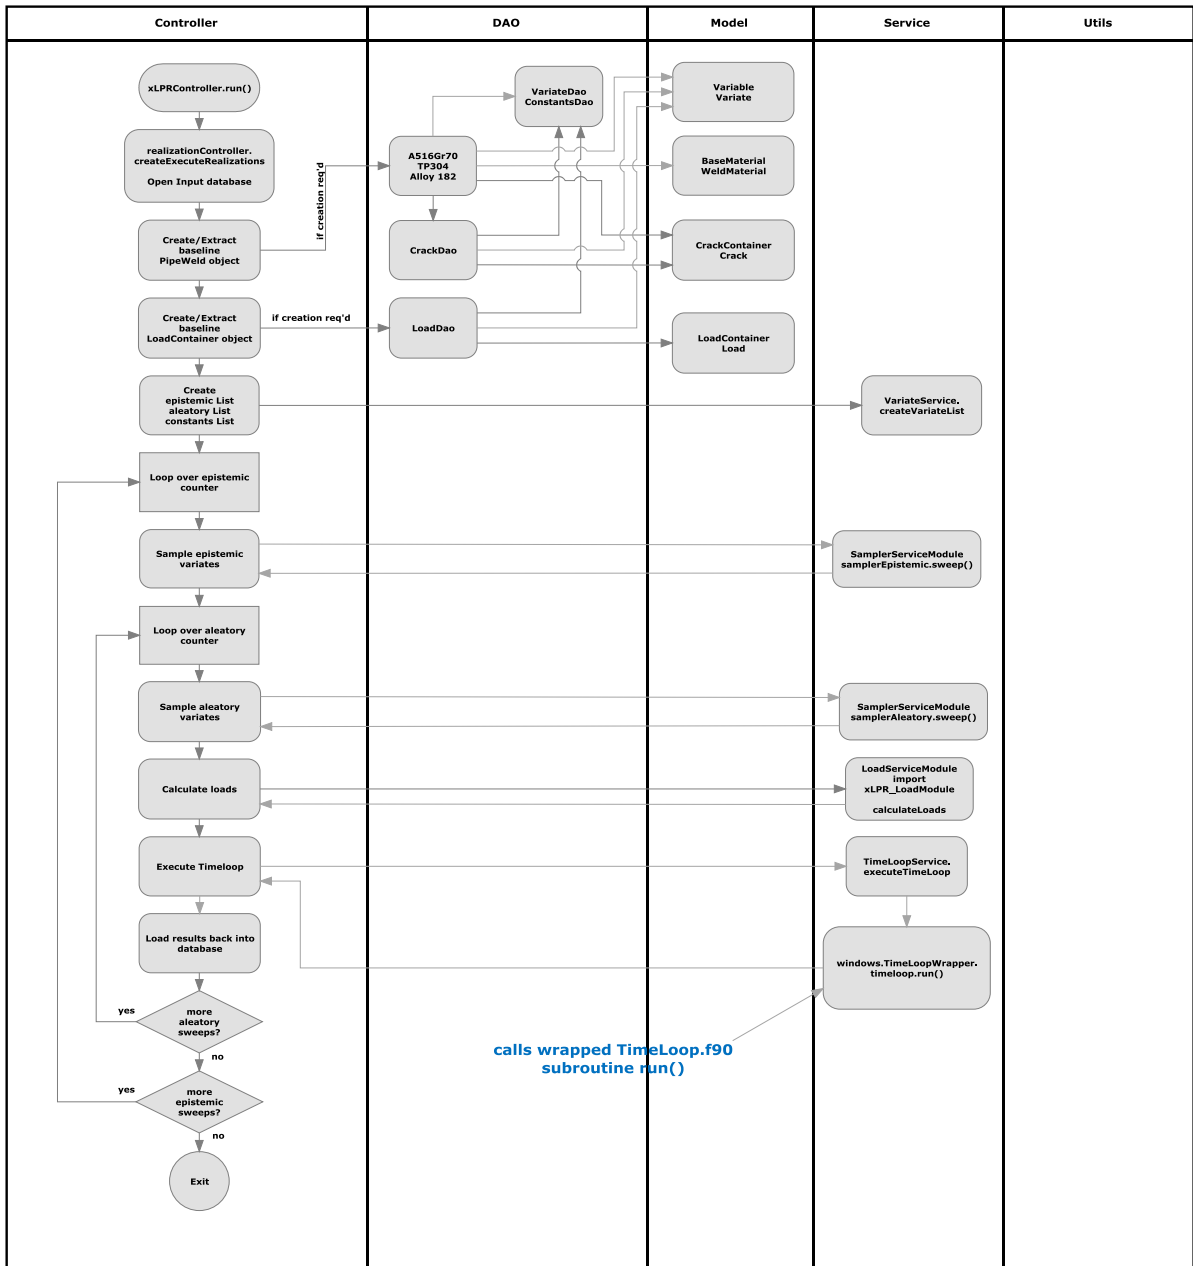 Controller
DAO
Model
Service
Utils
xLPRController.run()
realizationController.
createExecuteRealizations
Open Input database
Create/Extract
baseline
PipeWeld object
if creation req'd
Create/Extract
baseline
LoadContainer object
if creation req'd
Create
epistemic List
aleatory List
constants List
Loop over epistemic
counter
Sample epistemic
variates
Loop over aleatory
counter
Sample aleatory
variates
Calculate loads
Execute Timeloop
Load results back into
database
more
aleatory
sweeps?
yes
no
more
epistemic
sweeps?
yes
no
Exit
VariateDao
ConstantsDao
A516Gr70
TP304
Alloy 182
CrackDao
LoadDao
Variable
Variate
BaseMaterial
WeldMaterial
CrackContainer
Crack
LoadContainer
Load
VariateService.
createVariateList
SamplerServiceModule
samplerEpistemic.sweep()
SamplerServiceModule
samplerAleatory.sweep()
LoadServiceModule
import
xLPR_LoadModule
calculateLoads
TimeLoopService.
executeTimeLoop
windows.TimeLoopWrapper.
timeloop.run()
calls wrapped TimeLoop.f90
subroutine run()